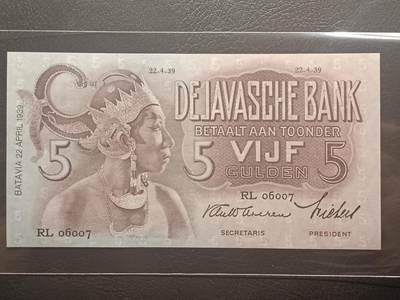 22.4.39 22.4.39
DE JAVASCHE BANK
BETAALT AAN TOONDER
5 5 VIJF 5
GULDEN
BATAVIA 22 APRIL 1939
RL 06007
RL 06007
SECRETARIS PRESIDENT